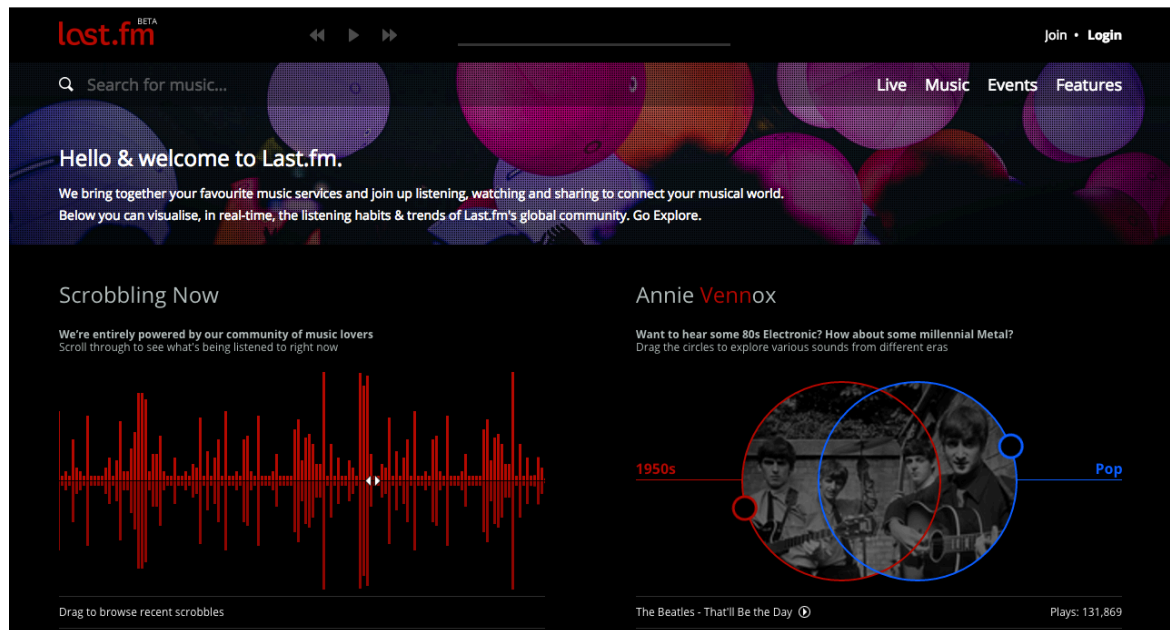 last.fm BETA
Join • Login
Search for music...
Live Music Events Features
Hello & welcome to Last.fm.
We bring together your favourite music services and join up listening, watching and sharing to connect your musical world.
Below you can visualise, in real-time, the listening habits & trends of Last.fm's global community. Go Explore.
Scrobbling Now
We're entirely powered by our community of music lovers
Scroll through to see what's being listened to right now
Drag to browse recent scrobbles
Annie Vennox
Want to hear some 80s Electronic? How about some millennial Metal?
Drag the circles to explore various sounds from different eras
1950s
Pop
The Beatles - That'll Be the Day
Plays: 131,869